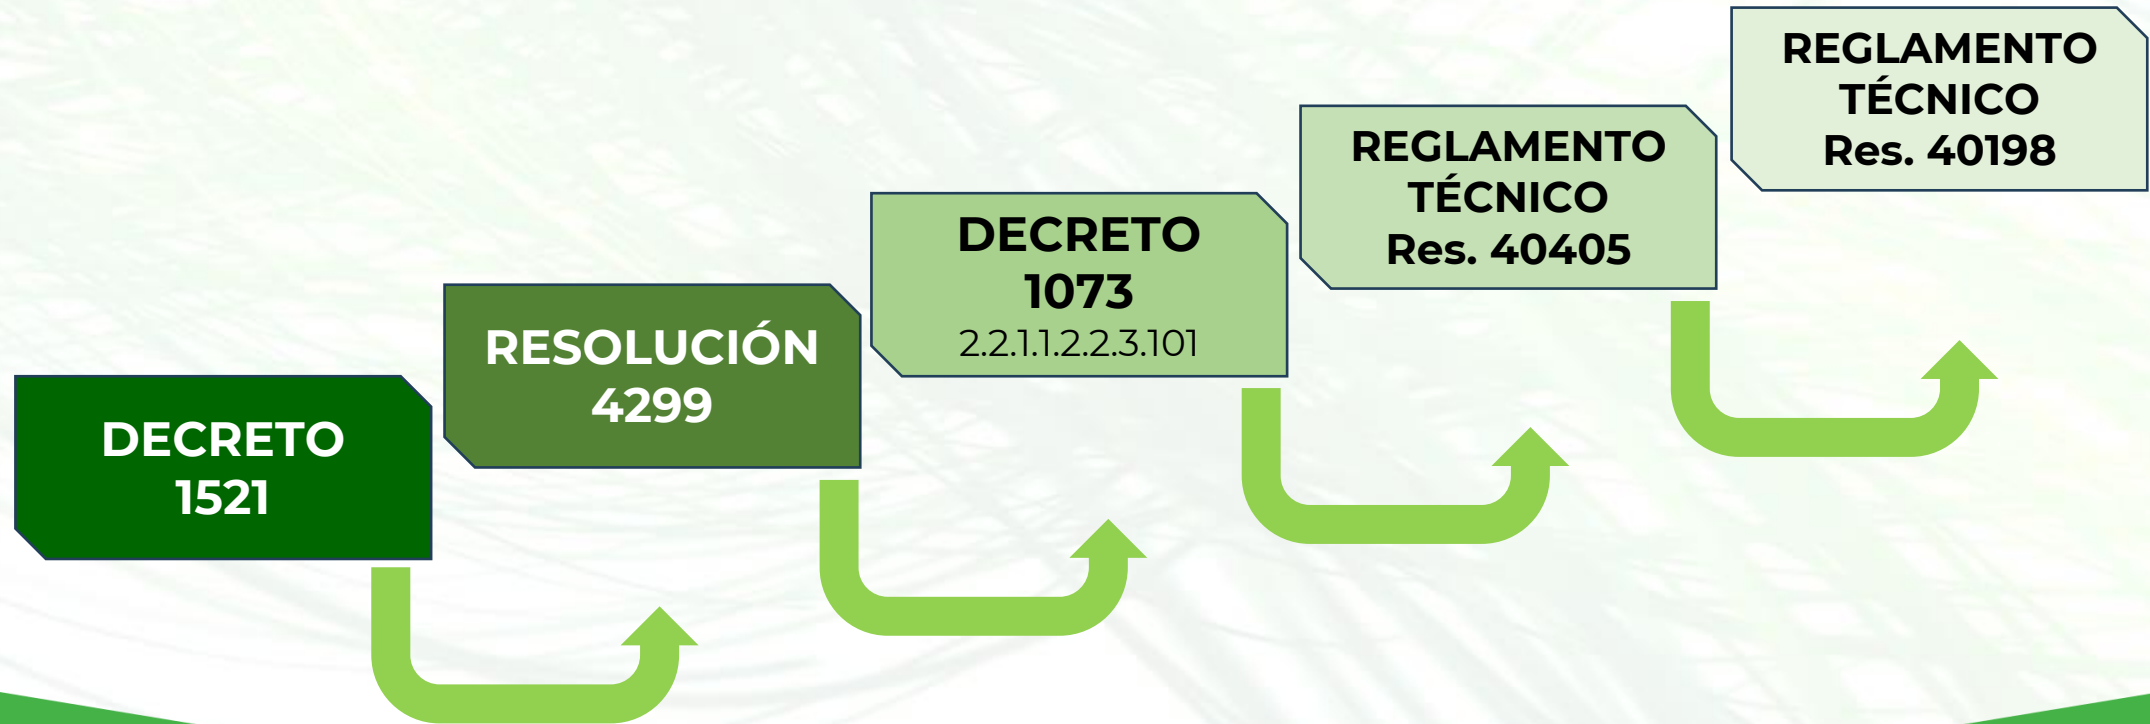 DECRETO
1521
RESOLUCIÓN
4299
DECRETO
1073
2.2.1.1.2.2.3.101
REGLAMENTO
TÉCNICO
Res. 40405
REGLAMENTO
TÉCNICO
Res. 40198